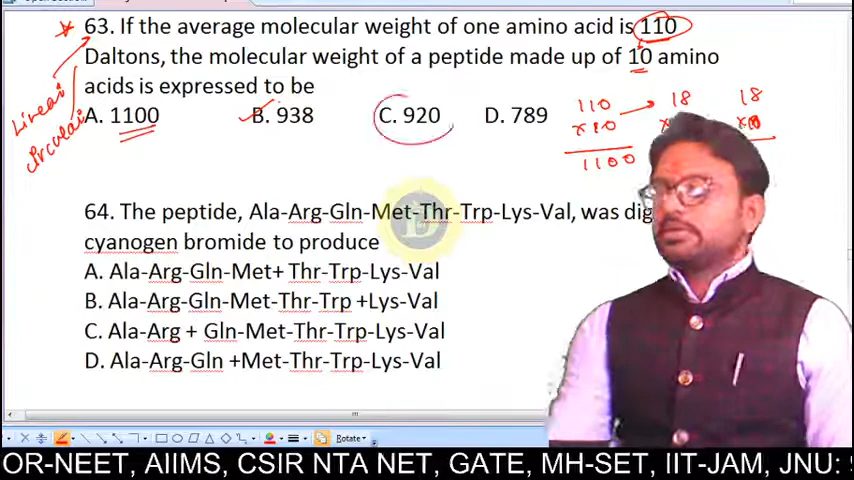 63. If the average molecular weight of one amino acid is 110
Daltons, the molecular weight of a peptide made up of 10 amino
acids is expressed to be
Linear
Circular
A. 1100 B. 938 C. 920 D. 789
110
x10
1100
18
18
64. The peptide, Ala-Arg-Gln-Met-Thr-Trp-Lys-Val, was dig
cyanogen bromide to produce
A. Ala-Arg-Gln-Met+ Thr-Trp-Lys-Val
B. Ala-Arg-Gln-Met-Thr-Trp +Lys-Val
C. Ala-Arg + Gln-Met-Thr-Trp-Lys-Val
D. Ala-Arg-Gln +Met-Thr-Trp-Lys-Val
Rotate
OR-NEET, AIIMS, CSIR NTA NET, GATE, MH-SET, IIT-JAM, JNU: